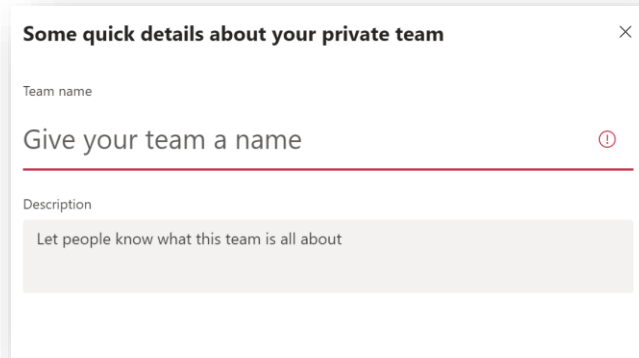 Some quick details about your private team
Team name
Give your team a name
Description
Let people know what this team is all about